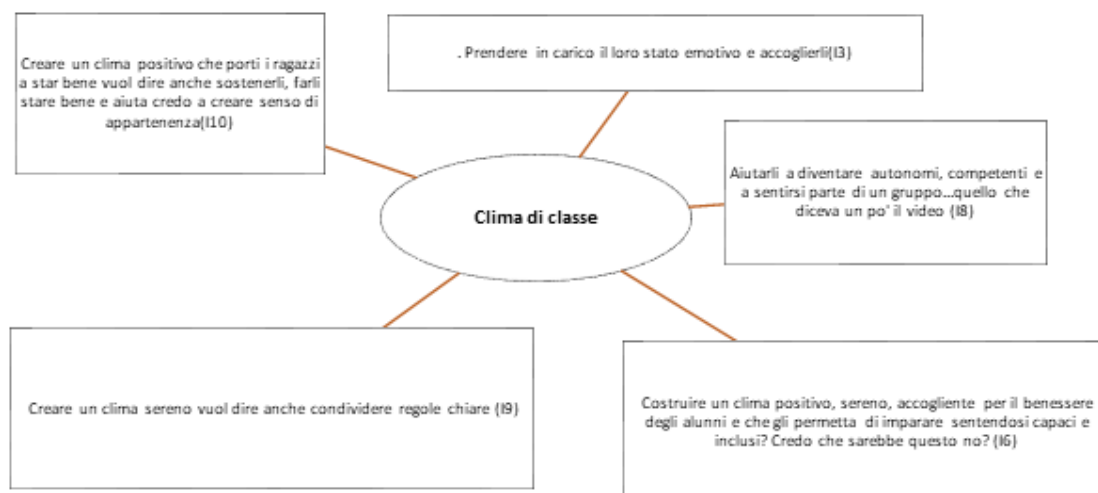 Creare un clima positivo che porti i ragazzi
a star bene vuol dire anche sostenerli, farli
stare bene e aiuta credo a creare senso di
appartenenza(I10)
. Prendere in carico il loro stato emotivo e accoglierli(I3)
Aiutarli a diventare autonomi, competenti e
a sentirsi parte di un gruppo...quello che
diceva un po' il video (I8)
Clima di classe
Creare un clima sereno vuol dire anche condividere regole chiare (I9)
Costruire un clima positivo, sereno, accogliente per il benessere
degli alunni e che gli permetta di imparare sentendosi capaci e
inclusi? Credo che sarebbe questo no? (I6)